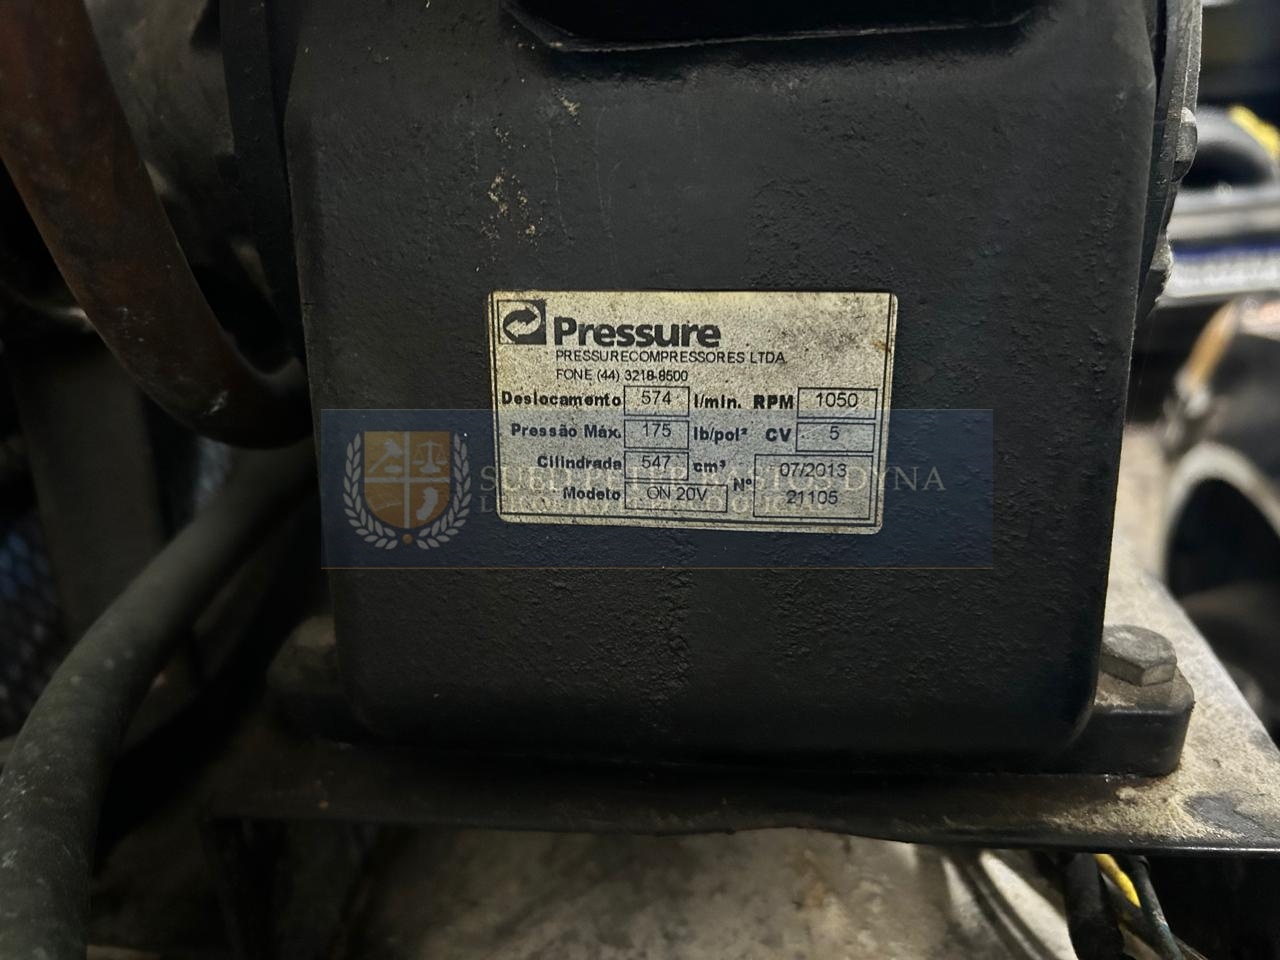 Pressure
PRESSURECOMPRESSORES LTDA.
FONE (44) 3218-8500
Deslocamento 574 l/min. RPM 1050
Pressão Máx. 175 lb/pol² CV 5
Cilindrada 547 cm³
Modelo ON 20V Nº 07/2013
21105